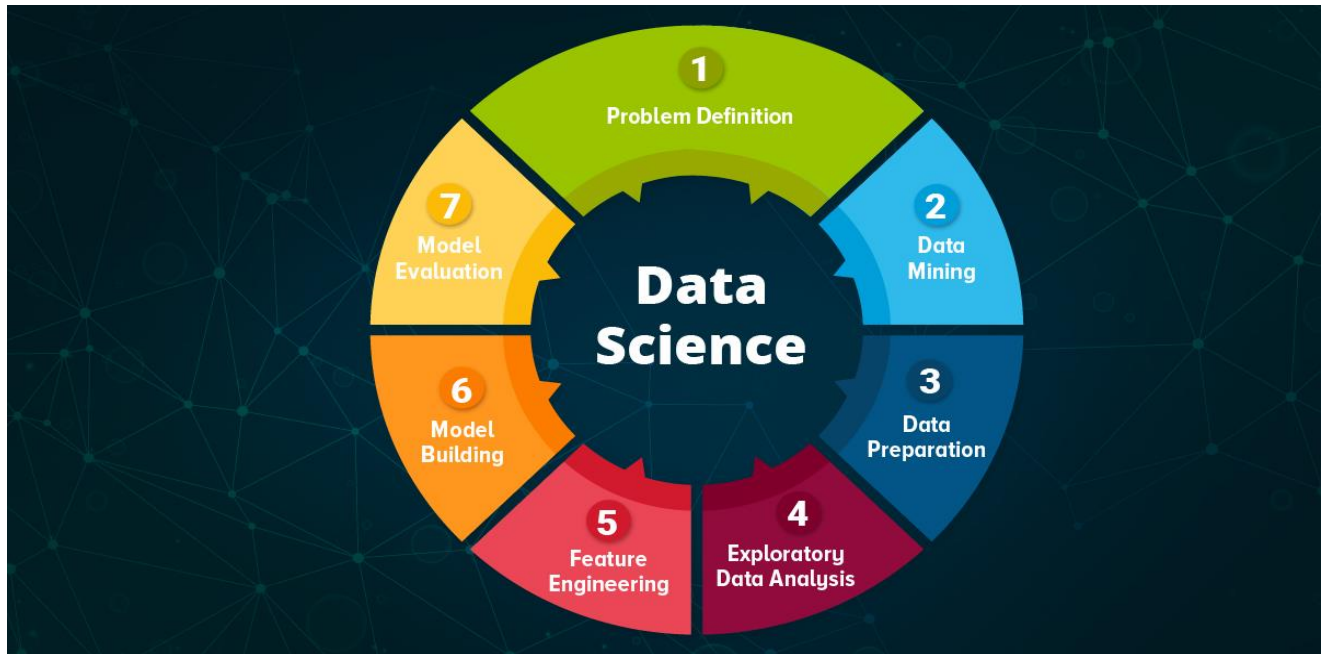 Data
Science
1
Problem Definition
2
Data
Mining
3
Data
Preparation
4
Exploratory
Data Analysis
5
Feature
Engineering
6
Model
Building
7
Model
Evaluation